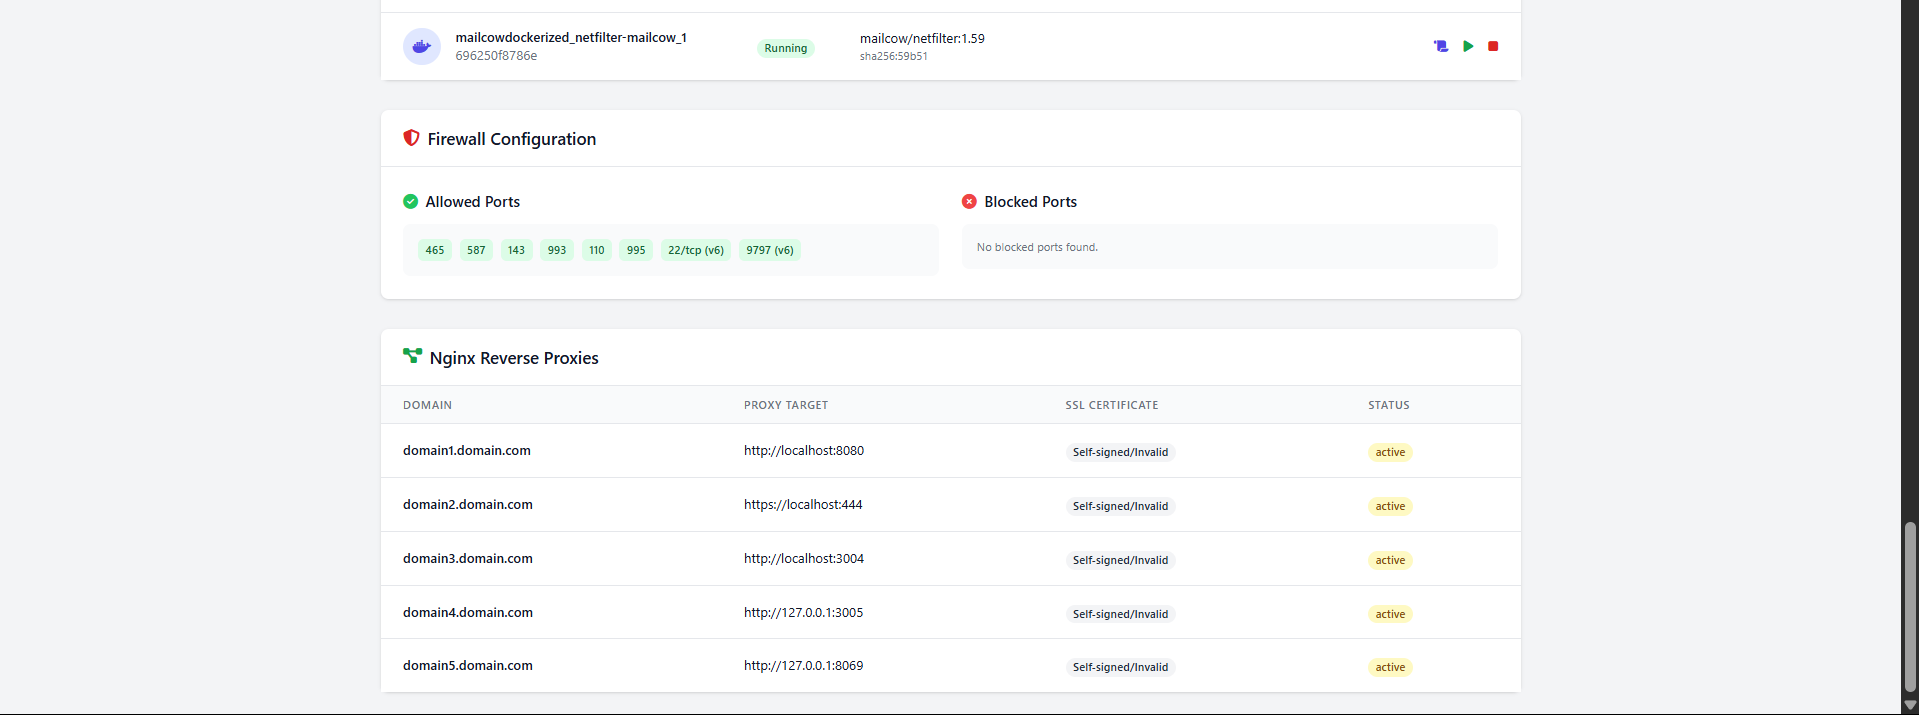 mailcowdockerized_netfilter-mailcow_1
696250f8786e
Running
mailcow/netfilter:1.59
sha256:59b51
Firewall Configuration
Allowed Ports
465 587 143 993 110 995 22/tcp (v6) 9797 (v6)
Blocked Ports
No blocked ports found.
Nginx Reverse Proxies
DOMAIN PROXY TARGET SSL CERTIFICATE STATUS
domain1.domain.com http://localhost:8080 Self-signed/Invalid active
domain2.domain.com https://localhost:444 Self-signed/Invalid active
domain3.domain.com http://localhost:3004 Self-signed/Invalid active
domain4.domain.com http://127.0.0.1:3005 Self-signed/Invalid active
domain5.domain.com http://127.0.0.1:8069 Self-signed/Invalid active